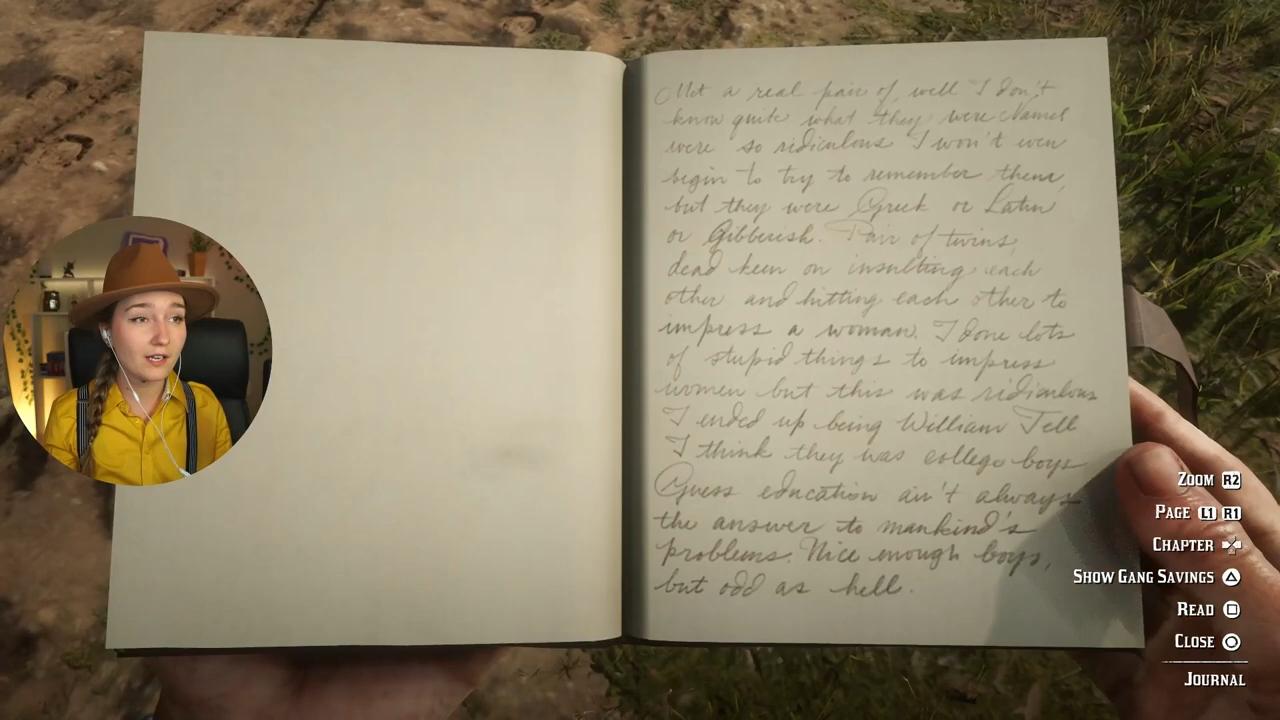 Met a real pair of, well I don't
know quite what they were Names
were so ridiculous I won't even
begin to try to remember them,
but they were Greek or Latin
or Gibberish. Pair of twins,
dead keen on insulting each
other and hitting each other to
impress a woman. I done lots
of stupid things to impress
women but this was ridiculous
I ended up being William Tell
I think they was college boys
Guess education ain't always
the answer to mankind's
problems. Nice enough boys,
but odd as hell.
ZOOM R2
PAGE L1 R1
CHAPTER
SHOW GANG SAVINGS
READ
CLOSE
JOURNAL